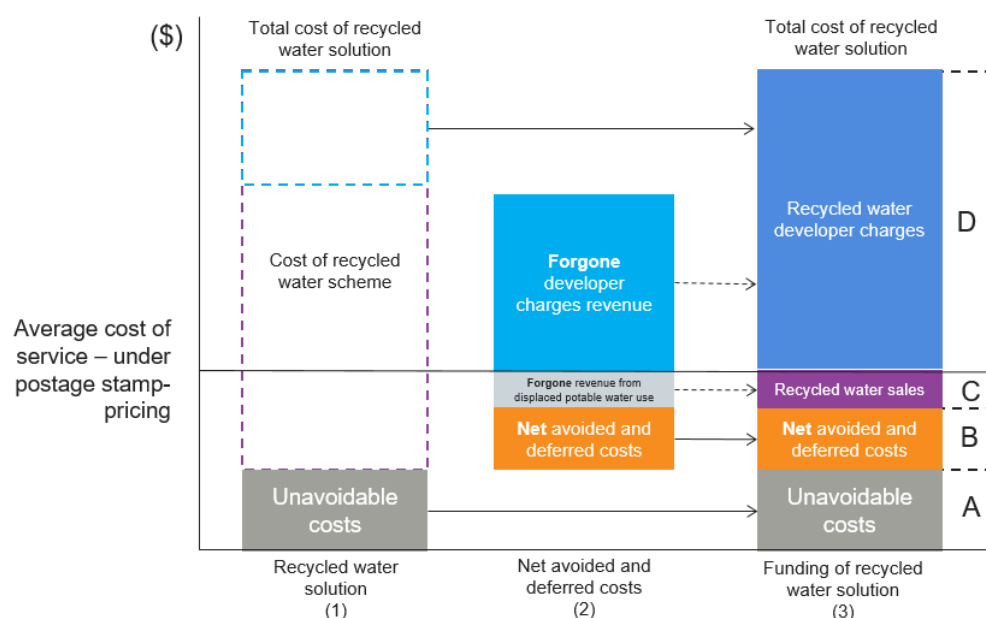 ($)
Total cost of recycled
water solution
Total cost of recycled
water solution
Cost of recycled
water scheme
Forgone
developer
charges revenue
Recycled water
developer charges
D
Average cost of
service – under
postage stamp-
pricing
Forgone revenue from
displaced potable water use
Recycled water sales
C
Net avoided and
deferred costs
Net avoided and
deferred costs
B
Unavoidable
costs
Unavoidable
costs
A
Recycled water
solution
(1)
Net avoided and
deferred costs
(2)
Funding of recycled
water solution
(3)